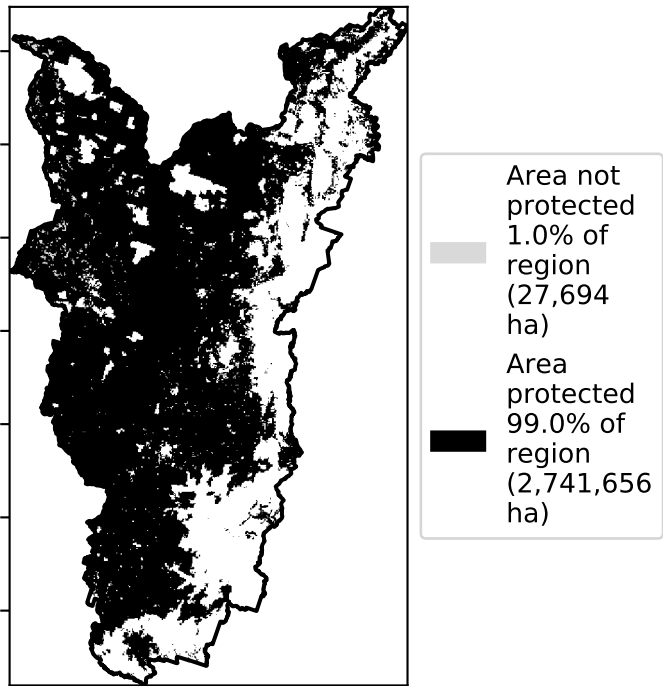 Area not
protected
1.0% of
region
(27,694
ha)
Area
protected
99.0% of
region
(2,741,656
ha)